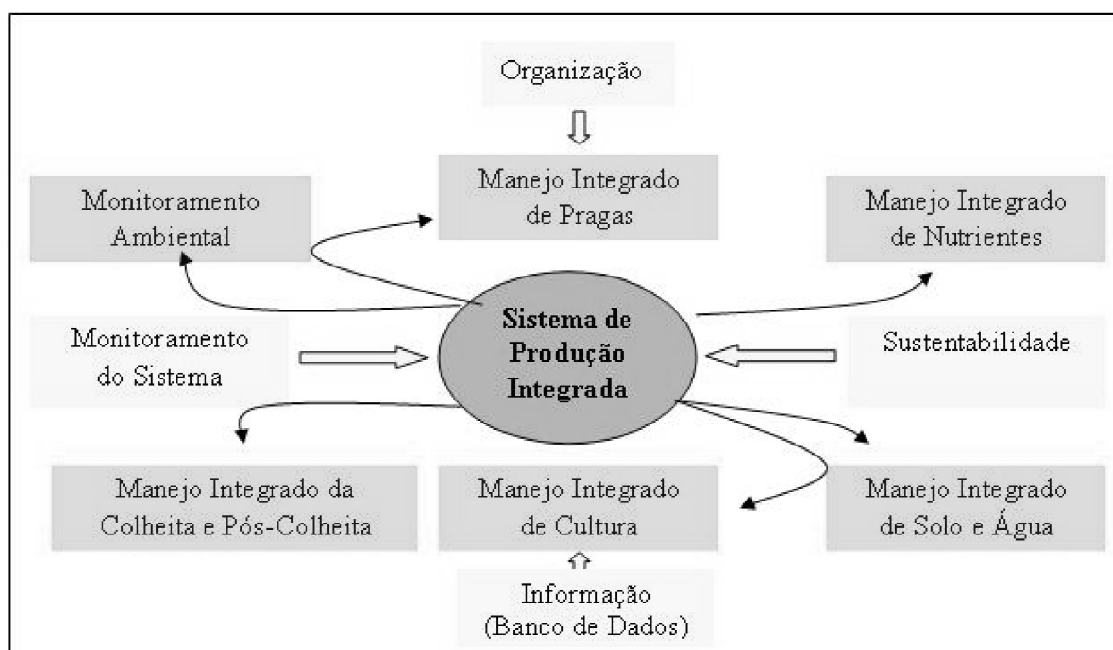 Organização
Manejo Integrado
de Pragas
Monitoramento
Ambiental
Manejo Integrado
de Nutrientes
Sistema de
Produção
Integrada
Monitoramento
do Sistema
Sustentabilidade
Manejo Integrado da
Colheita e Pós-Colheita
Manejo Integrado
de Cultura
Manejo Integrado
de Solo e Água
Informação
(Banco de Dados)